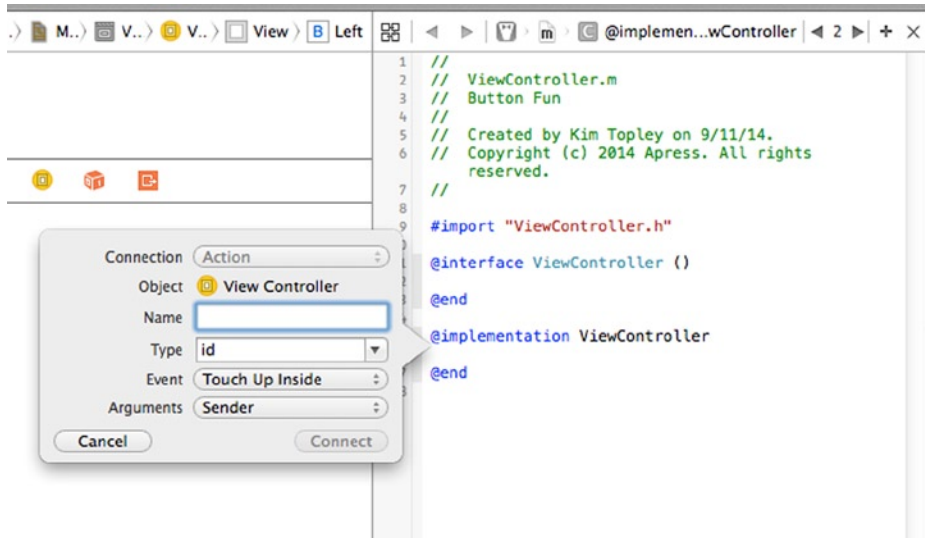 .⟩ M..⟩ V..⟩ V..⟩ View ⟩ B Left
m @implemen...wController 2 + ×
1 //
2 // ViewController.m
3 // Button Fun
4 //
5 // Created by Kim Topley on 9/11/14.
6 // Copyright (c) 2014 Apress. All rights
reserved.
7 //
8
9 #import "ViewController.h"
@interface ViewController ()
@end
@implementation ViewController
@end
Connection Action
Object View Controller
Name
Type id
Event Touch Up Inside
Arguments Sender
Cancel Connect